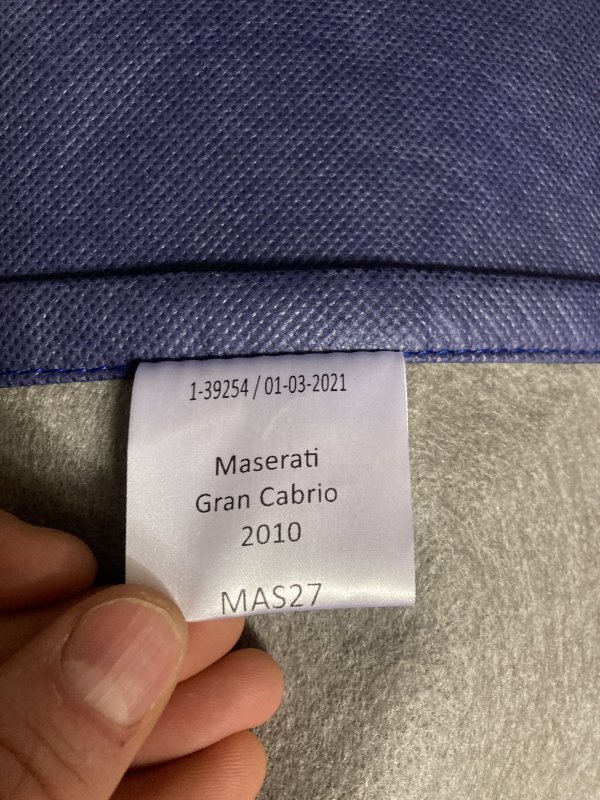 1-39254 / 01-03-2021
Maserati
Gran Cabrio
2010
MAS27